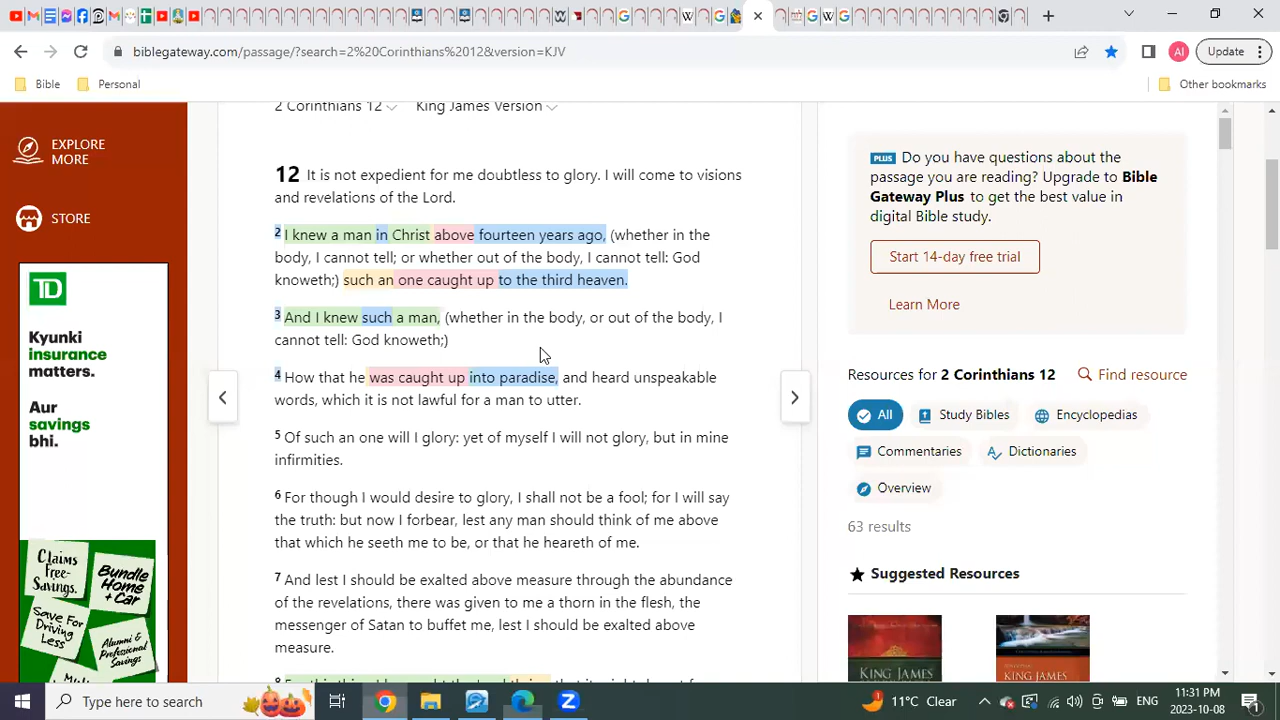 biblegateway.com/passage/?search=2%20Corinthians%2012&version=KJV
AI
Update
Bible
Personal
Other bookmarks
EXPLORE
MORE
STORE
TD
Kyunki
insurance
matters.
Aur
savings
bhi.
Claims
Free-
Savings.
Bundle
Home
+ Car
Save For
Driving
Less
Alumni &
Professional
Savings
2 Corinthians 12
King James Version
12 It is not expedient for me doubtless to glory. I will come to visions
and revelations of the Lord.
2 I knew a man in Christ above fourteen years ago, (whether in the
body, I cannot tell; or whether out of the body, I cannot tell: God
knoweth;) such an one caught up to the third heaven.
3 And I knew such a man, (whether in the body, or out of the body, I
cannot tell: God knoweth;)
4 How that he was caught up into paradise, and heard unspeakable
words, which it is not lawful for a man to utter.
5 Of such an one will I glory: yet of myself I will not glory, but in mine
infirmities.
6 For though I would desire to glory, I shall not be a fool; for I will say
the truth: but now I forbear, lest any man should think of me above
that which he seeth me to be, or that he heareth of me.
7 And lest I should be exalted above measure through the abundance
of the revelations, there was given to me a thorn in the flesh, the
messenger of Satan to buffet me, lest I should be exalted above
measure.
PLUS Do you have questions about the
passage you are reading? Upgrade to Bible
Gateway Plus to get the best value in
digital Bible study.
Start 14-day free trial
Learn More
Resources for 2 Corinthians 12
Find resource
All
Study Bibles
Encyclopedias
Commentaries
Dictionaries
Overview
63 results
Suggested Resources
KING JAMES
KING JAMES
Type here to search
1
11°C Clear
ENG
11:31 PM
2023-10-08
1